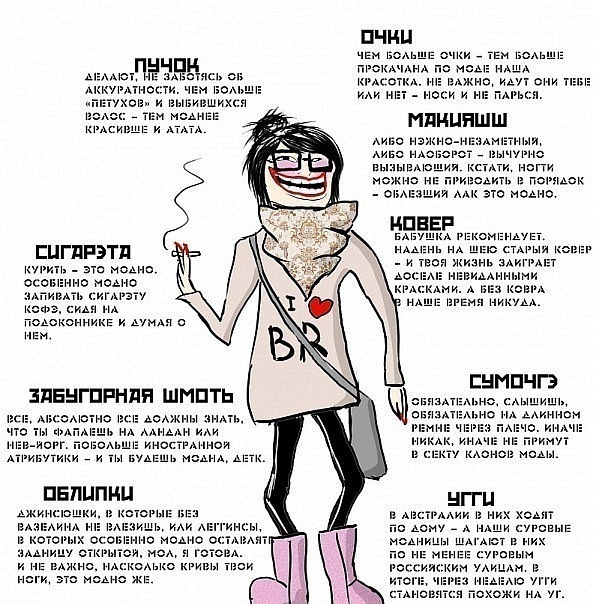 ПУЧОК
ДЕЛАЮТ, НЕ ЗАБОТЯСЬ ОБ
АККУРАТНОСТИ. ЧЕМ БОЛЬШЕ
«ПЕТУХОВ» И ВЫБИВШИХСЯ
ВОЛОС – ТЕМ МОДНЕЕ
КРАСИВШЕ И АТАТА.
ОЧКИ
ЧЕМ БОЛЬШЕ ОЧКИ – ТЕМ БОЛЬШЕ
ПРОКАЧАНА ПО МОДЕ НАША
КРАСОТКА. НЕ ВАЖНО, ИДУТ ОНИ ТЕБЕ
ИЛИ НЕТ – НОСИ И НЕ ПАРЬСЯ.
МАКИЯШШ
ЛИБО НЭЖНО-НЕЗАМЕТНЫЙ,
ЛИБО НАОБОРОТ – ВЫЧУРНО
ВЫЗЫВАЮЩИЙ. КСТАТИ, НОГТИ
МОЖНО НЕ ПРИВОДИТЬ В ПОРЯДОК
– ОБЛЕЗШИЙ ЛАК ЭТО МОДНО.
КОВЕР
БАБУШКА РЕКОМЕНДУЕТ.
НАДЕНЬ НА ШЕЮ СТАРЫЙ КОВЕР
– И ТВОЯ ЖИЗНЬ ЗАИГРАЕТ
ДОСЕЛЕ НЕВИДАННЫМИ
КРАСКАМИ. А БЕЗ КОВРА
В НАШЕ ВРЕМЯ НИКУДА.
СИГАРЭТА
КУРИТЬ – ЭТО МОДНО.
ОСОБЕННО МОДНО
ЗАПИВАТЬ СИГАРЭТУ
КОФЭ, СИДЯ НА
ПОДОКОННИКЕ И ДУМАЯ О
НЕМ.
I ❤
BR
ЗАБУГОРНАЯ ШМОТЬ
ВСЕ, АБСОЛЮТНО ВСЕ ДОЛЖНЫ ЗНАТЬ,
ЧТО ТЫ ФАПАЕШЬ НА ЛАНДАН ИЛИ
НЕВ-ЙОРГ. ПОБОЛЬШЕ ИНОСТРАННОЙ
АТРИБУТИКИ – И ТЫ БУДЕШЬ МОДНА, ДЕТК.
СУМОЧГЭ
ОБЯЗАТЕЛЬНО, СЛЫШИШЬ,
ОБЯЗАТЕЛЬНО НА ДЛИННОМ
РЕМНЕ ЧЕРЕЗ ПЛЕЧО. ИНАЧЕ
НИКАК, ИНАЧЕ НЕ ПРИМУТ
В СЕКТУ КЛОНОВ МОДЫ.
ОБЛИПКИ
ДЖИНСЮШКИ, В КОТОРЫЕ БЕЗ
ВАЗЕЛИНА НЕ ВЛЕЗИШЬ, ИЛИ ЛЕГГИНСЫ,
В КОТОРЫХ ОСОБЕННО МОДНО ОСТАВЛЯТЬ
ЗАДНИЦУ ОТКРЫТОЙ, МОЛ, Я ГОТОВА.
И НЕ ВАЖНО, НАСКОЛЬКО КРИВЫ ТВОИ
НОГИ, ЭТО МОДНО ЖЕ.
УГГИ
В АВСТРАЛИИ В НИХ ХОДЯТ
ПО ДОМУ – А НАШИ СУРОВЫЕ
МОДНИЦЫ ШАГАЮТ В НИХ
ПО НЕ МЕНЕЕ СУРОВЫМ
РОССИЙСКИМ УЛИЦАМ. В
ИТОГЕ, ЧЕРЕЗ НЕДЕЛЮ УГГИ
СТАНОВЯТСЯ ПОХОЖИ НА УГ.